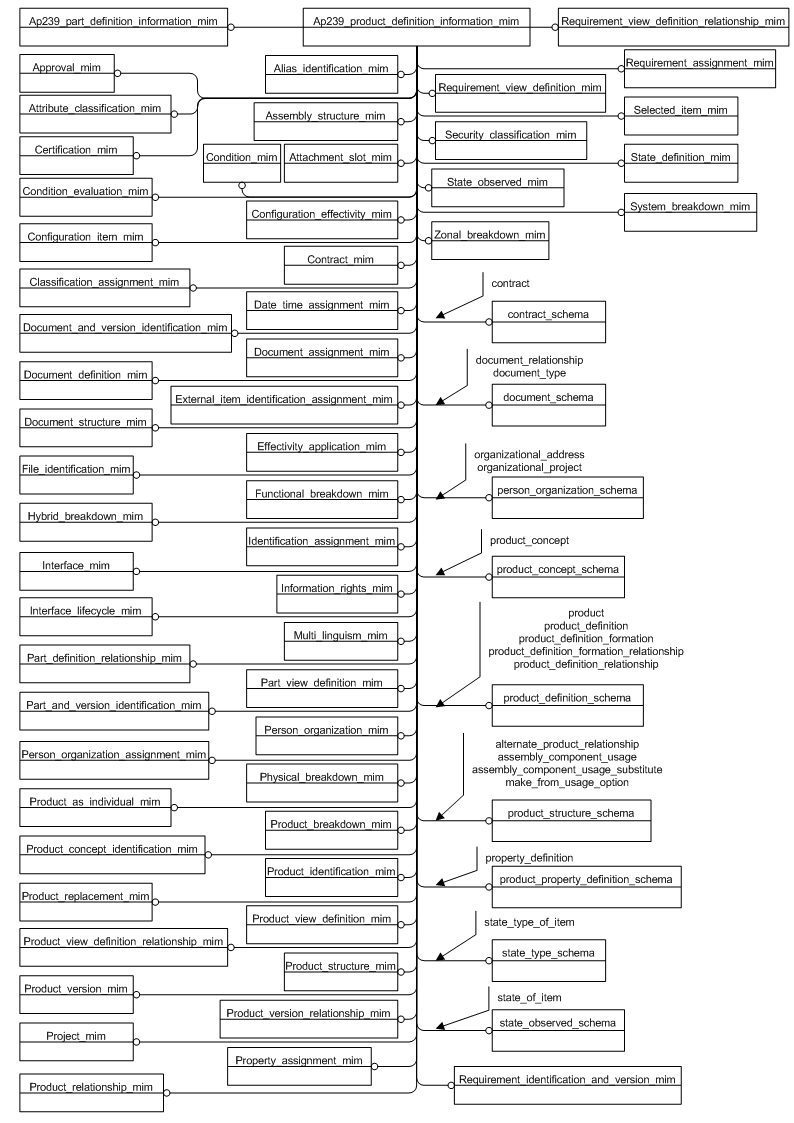 Ap239_part_definition_information_mim
Ap239_product_definition_information_mim
Requirement_view_definition_relationship_mim
Approval_mim
Attribute_classification_mim
Certification_mim
Condition_evaluation_mim
Configuration_item_mim
Classification_assignment_mim
Document_and_version_identification_mim
Document_definition_mim
Document_structure_mim
File_identification_mim
Hybrid_breakdown_mim
Interface_mim
Interface_lifecycle_mim
Part_definition_relationship_mim
Part_and_version_identification_mim
Person_organization_assignment_mim
Product_as_individual_mim
Product_concept_identification_mim
Product_replacement_mim
Product_view_definition_relationship_mim
Product_version_mim
Project_mim
Product_relationship_mim
Alias_identification_mim
Assembly_structure_mim
Condition_mim
Attachment_slot_mim
Configuration_effectivity_mim
Contract_mim
Date_time_assignment_mim
Document_assignment_mim
External_item_identification_assignment_mim
Effectivity_application_mim
Functional_breakdown_mim
Identification_assignment_mim
Information_rights_mim
Multi_linguism_mim
Part_view_definition_mim
Person_organization_mim
Physical_breakdown_mim
Product_breakdown_mim
Product_identification_mim
Product_view_definition_mim
Product_structure_mim
Product_version_relationship_mim
Property_assignment_mim
Requirement_assignment_mim
Requirement_view_definition_mim
Selected_item_mim
Security_classification_mim
State_definition_mim
State_observed_mim
System_breakdown_mim
Zonal_breakdown_mim
contract
contract_schema
document_relationship
document_type
document_schema
organizational_address
organizational_project
person_organization_schema
product_concept
product_concept_schema
product
product_definition
product_definition_formation
product_definition_formation_relationship
product_definition_relationship
product_definition_schema
alternate_product_relationship
assembly_component_usage
assembly_component_usage_substitute
make_from_usage_option
product_structure_schema
property_definition
product_property_definition_schema
state_type_of_item
state_type_schema
state_of_item
state_observed_schema
Requirement_identification_and_version_mim